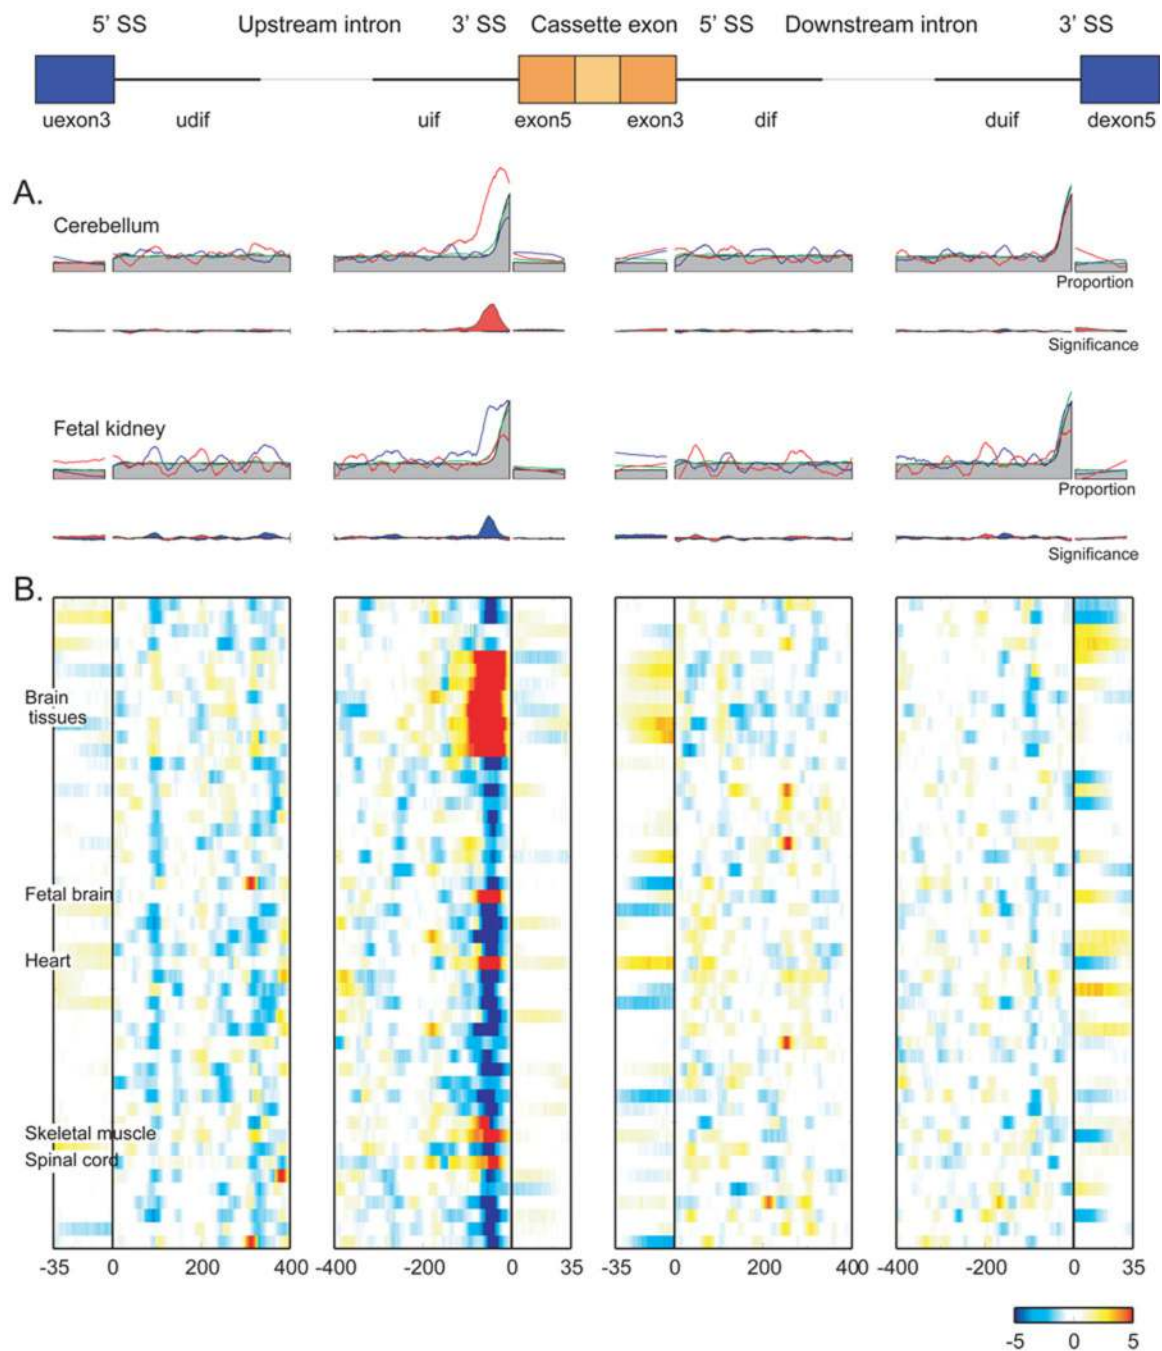 5’ SS Upstream intron 3’ SS Cassette exon 5’ SS Downstream intron 3’ SS
uexon3 udif uif exon5 exon3 dif duif dexon5
A.
Cerebellum
Proportion
Significance
Fetal kidney
Proportion
Significance
B.
Brain
tissues
Fetal brain
Heart
Skeletal muscle
Spinal cord
-35 0 200 400 -400 -200 0 35 -35 0 200 400 -400 -200 0 35
-5 0 5